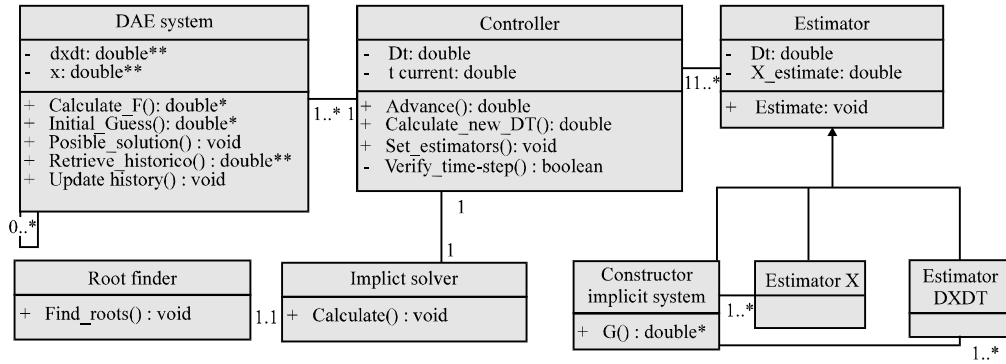 DAE system
- dxdt: double**
- x: double**
+ Calculate_F(): double*
+ Initial_Guess(): double*
+ Posible_solution() : void
+ Retrieve_historico() : double**
+ Update history() : void
0..*
1..* 1
Controller
- Dt: double
- t current: double
+ Advance(): double
+ Calculate_new_DT(): double
+ Set_estimators(): void
- Verify_time-step() : boolean
11..*
Estimator
- Dt: double
- X_estimate: double
+ Estimate: void
1
1
Root finder
+ Find_roots() : void
1..1
Implict solver
+ Calculate() : void
Constructor
implicit system
+ G() : double*
1..*
Estimator X
Estimator
DXDT
1..*